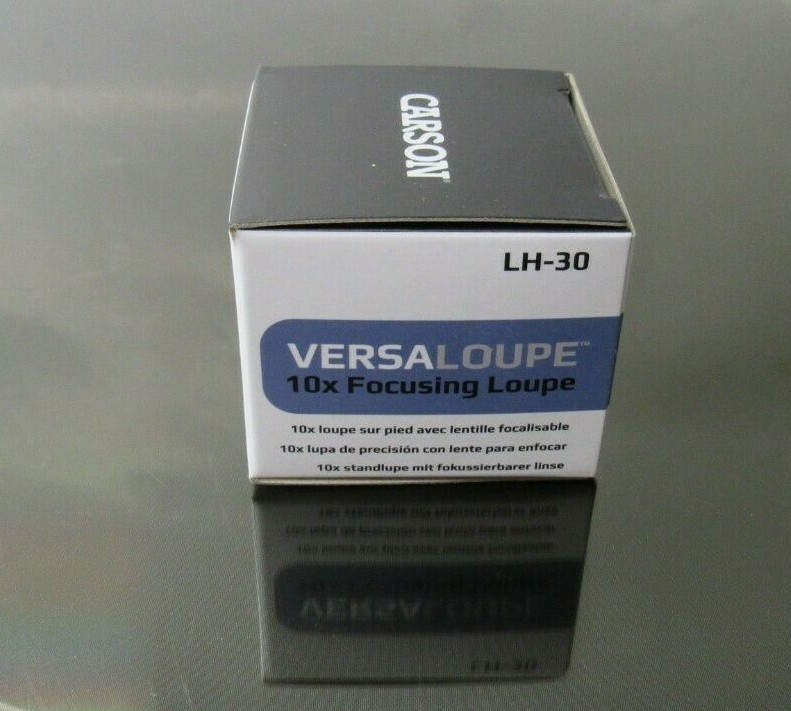 CARSON
LH-30
VERSALOUPE™
10x Focusing Loupe
10x loupe sur pied avec lentille focalisable
10x lupa de precisión con lente para enfocar
10x standlupe mit fokussierbarer linse